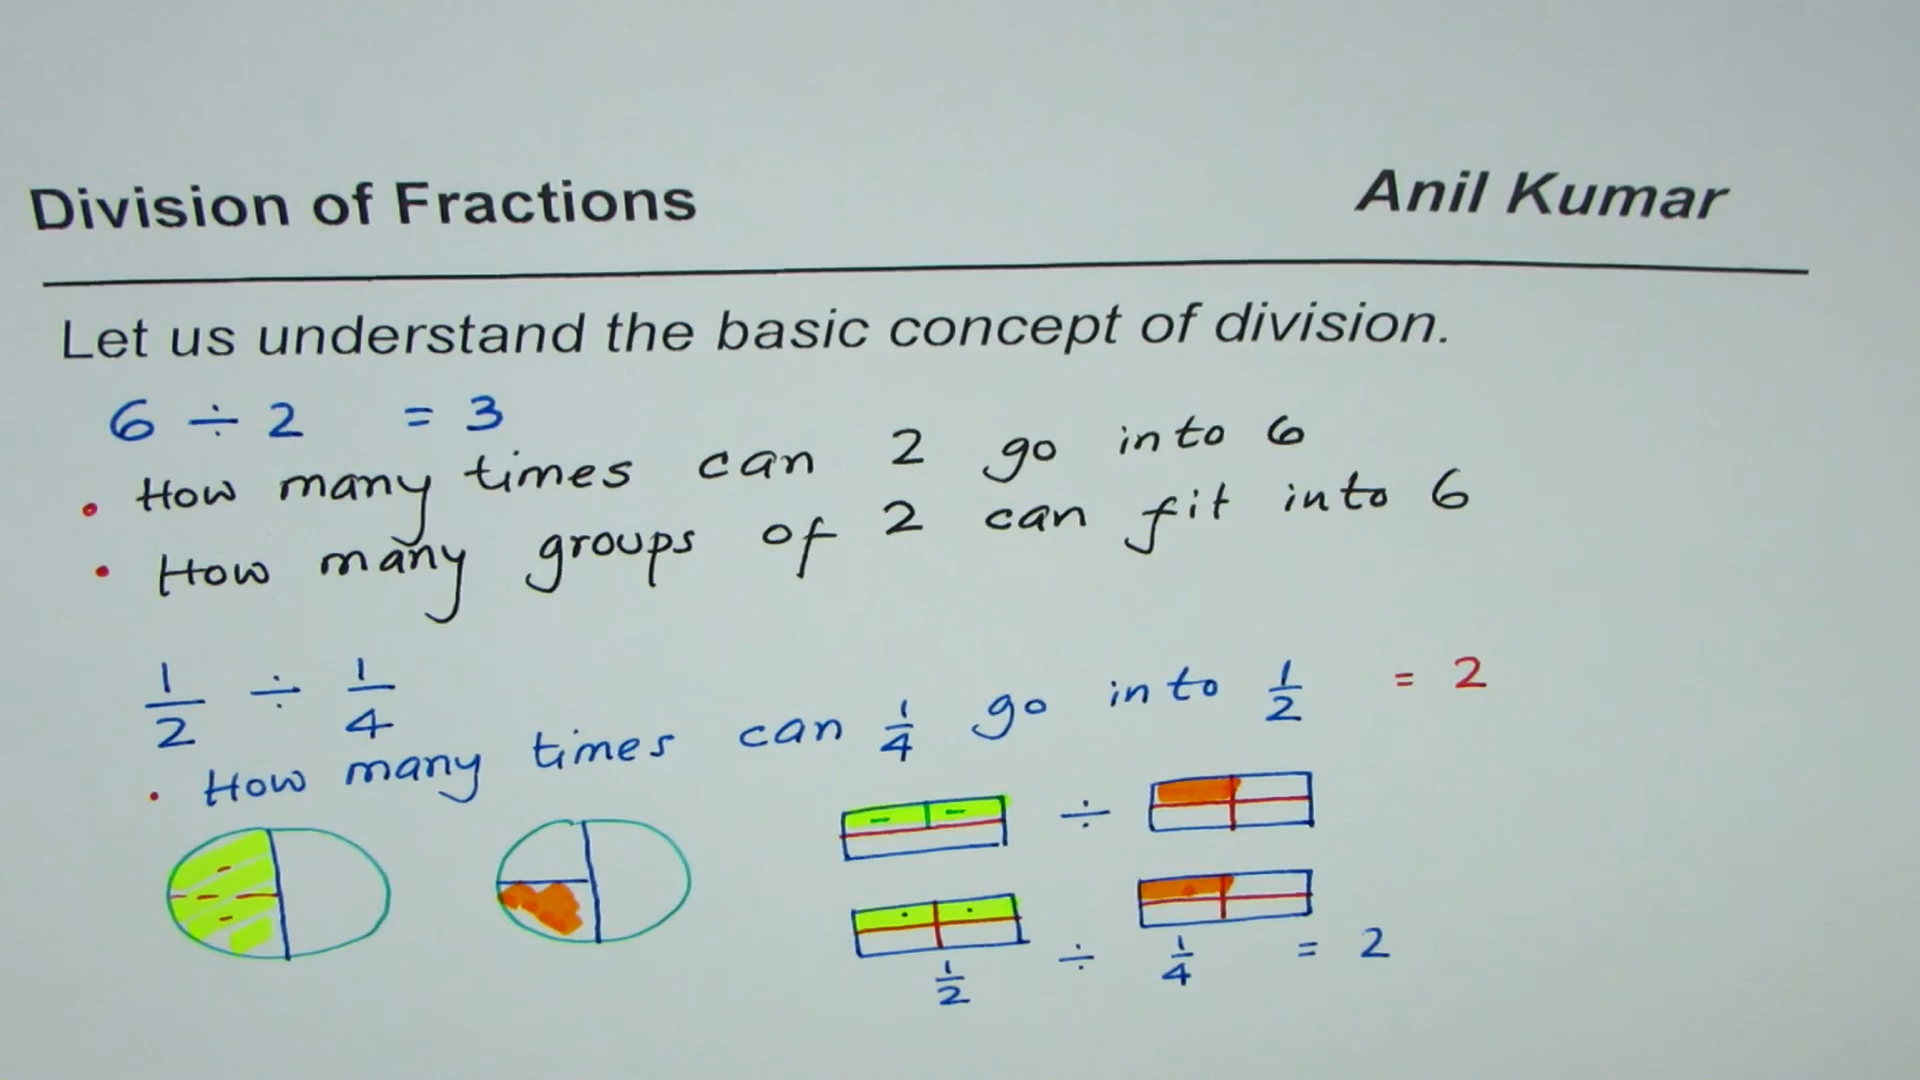 Division of Fractions Anil Kumar
Let us understand the basic concept of division.
6 ÷ 2 = 3
• How many times can 2 go into 6
• How many groups of 2 can fit into 6
1/2 ÷ 1/4
• How many times can 1/4 go into 1/2 = 2
÷
1/2 ÷ 1/4 = 2